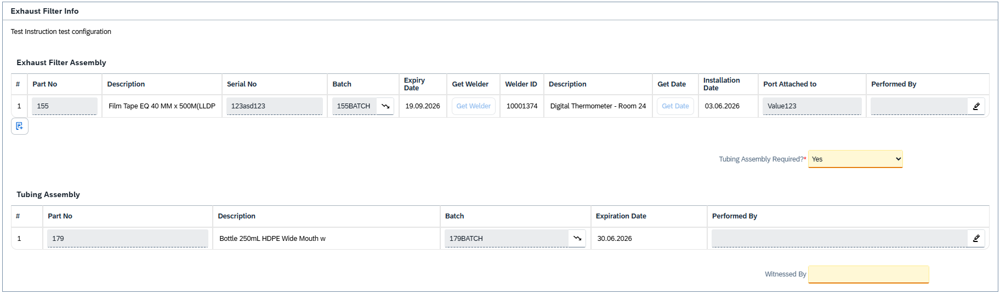 Exhaust Filter Info
Test Instruction test configuration
Exhaust Filter Assembly
# Part No Description Serial No Batch Expiry Date Get Welder Welder ID Description Get Date Installation Date Port Attached to Performed By
1 155 Film Tape EQ 40 MM x 500M(LLDP 123asd123 155BATCH 19.09.2026 Get Welder 10001374 Digital Thermometer - Room 24 Get Date 03.06.2026 Value123
Tubing Assembly Required?* Yes
Tubing Assembly
# Part No Description Batch Expiration Date Performed By
1 179 Bottle 250mL HDPE Wide Mouth w 179BATCH 30.06.2026
Witnessed By